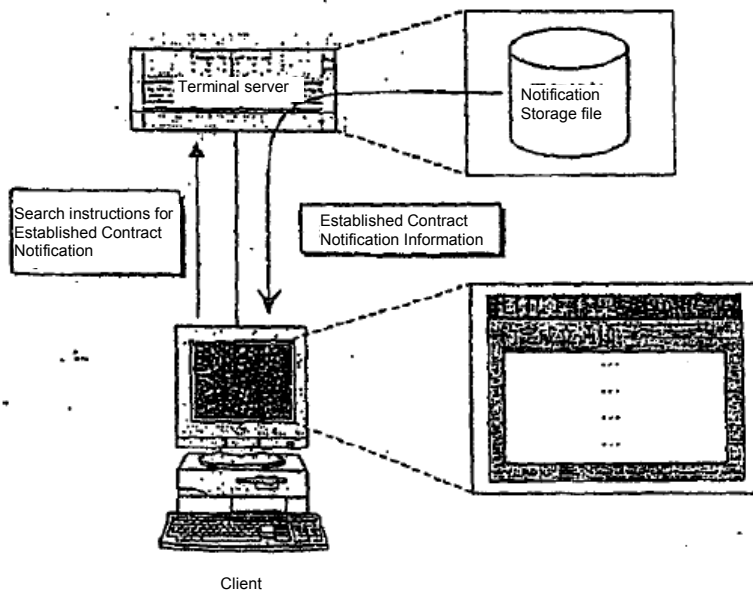 Terminal server
Notification
Storage file
Search instructions for
Established Contract
Notification
Established Contract
Notification Information
Client